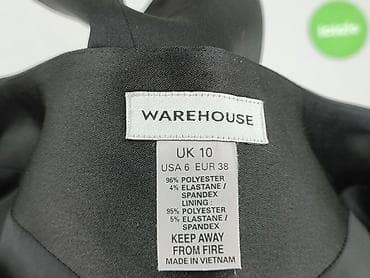 WAREHOUSE
UK 10
USA 6 EUR 38
96% POLYESTER
4% ELASTANE /
SPANDEX
LINING :
95% POLYESTER
5% ELASTANE /
SPANDEX
KEEP AWAY
FROM FIRE
MADE IN VIETNAM